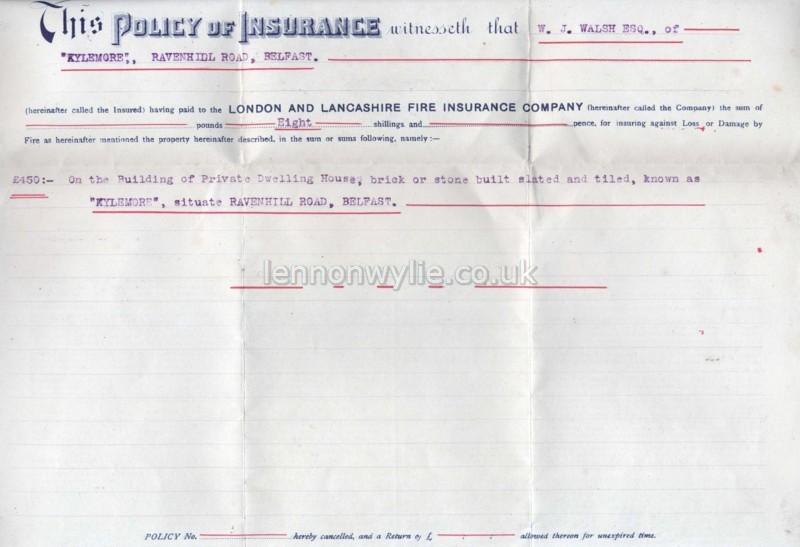 This POLICY OF INSURANCE witnesseth that W. J. WALSH ESQ., of
"KYLEMORE", RAVENHILL ROAD, BELFAST.
(hereinafter called the Insured) having paid to the LONDON AND LANCASHIRE FIRE INSURANCE COMPANY (hereinafter called the Company) the sum of
pounds Eight shillings and pence, for insuring against Loss or Damage by
Fire as hereinafter mentioned the property hereinafter described, in the sum or sums following, namely:—
£450:- On the Building of Private Dwelling House, brick or stone built slated and tiled, known as
"KYLEMORE", situate RAVENHILL ROAD, BELFAST.
lennonwylie.co.uk
POLICY No. hereby cancelled, and a Return of £ allowed thereon for unexpired time.